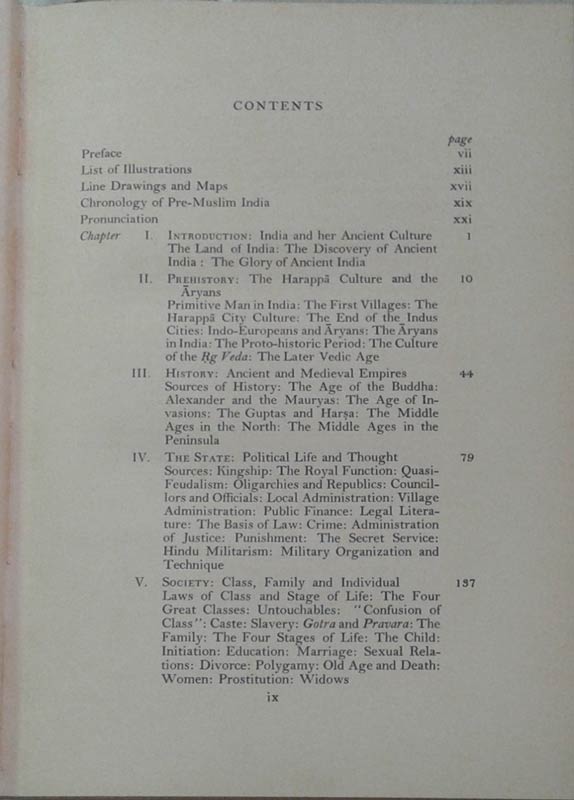 CONTENTS
page
Preface vii
List of Illustrations xiii
Line Drawings and Maps xvii
Chronology of Pre-Muslim India xix
Pronunciation xxi
Chapter I. INTRODUCTION: India and her Ancient Culture 1
The Land of India: The Discovery of Ancient
India : The Glory of Ancient India
II. PREHISTORY: The Harappā Culture and the 10
Āryans
Primitive Man in India: The First Villages: The
Harappā City Culture: The End of the Indus
Cities: Indo-Europeans and Āryans: The Āryans
in India: The Proto-historic Period: The Culture
of the Ṛg Veda: The Later Vedic Age
III. HISTORY: Ancient and Medieval Empires 44
Sources of History: The Age of the Buddha:
Alexander and the Mauryas: The Age of In-
vasions: The Guptas and Harṣa: The Middle
Ages in the North: The Middle Ages in the
Peninsula
IV. THE STATE: Political Life and Thought 79
Sources: Kingship: The Royal Function: Quasi-
Feudalism: Oligarchies and Republics: Council-
lors and Officials: Local Administration: Village
Administration: Public Finance: Legal Litera-
ture: The Basis of Law: Crime: Administration
of Justice: Punishment: The Secret Service:
Hindu Militarism: Military Organization and
Technique
V. SOCIETY: Class, Family and Individual 137
Laws of Class and Stage of Life: The Four
Great Classes: Untouchables: "Confusion of
Class": Caste: Slavery: Gotra and Pravara: The
Family: The Four Stages of Life: The Child:
Initiation: Education: Marriage: Sexual Rela-
tions: Divorce: Polygamy: Old Age and Death:
Women: Prostitution: Widows
ix